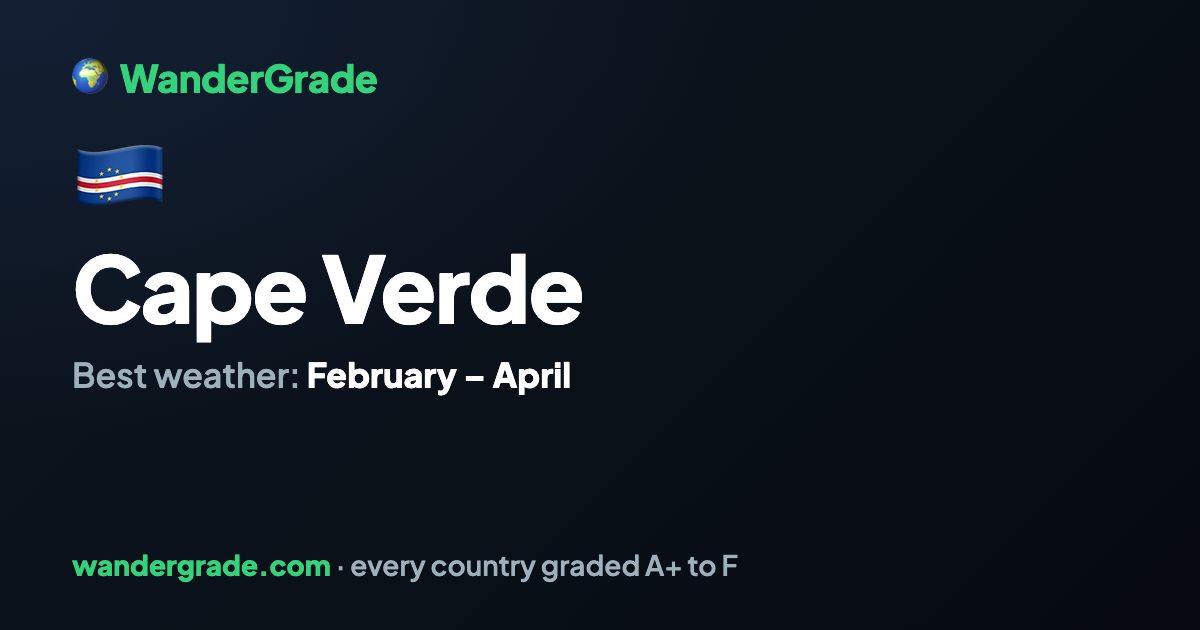 WanderGrade
Cape Verde
Best weather: February – April
wandergrade.com · every country graded A+ to F